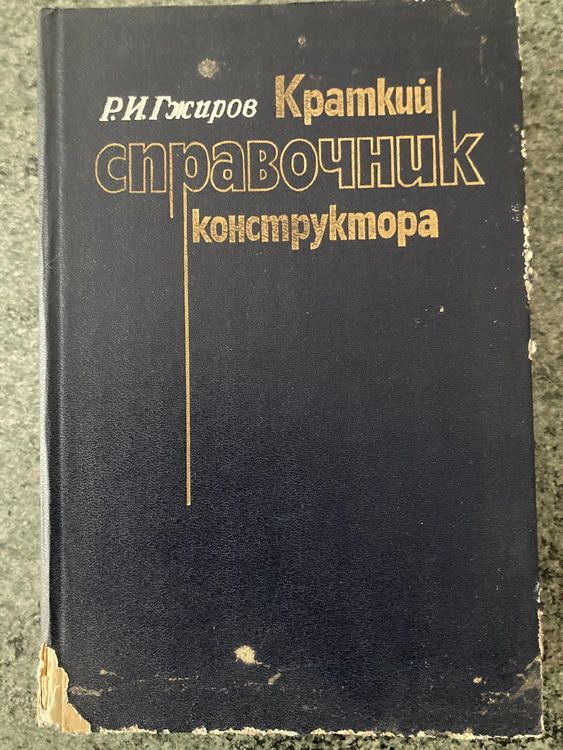 Р.И.Гжиров Краткий
справочник
конструктора